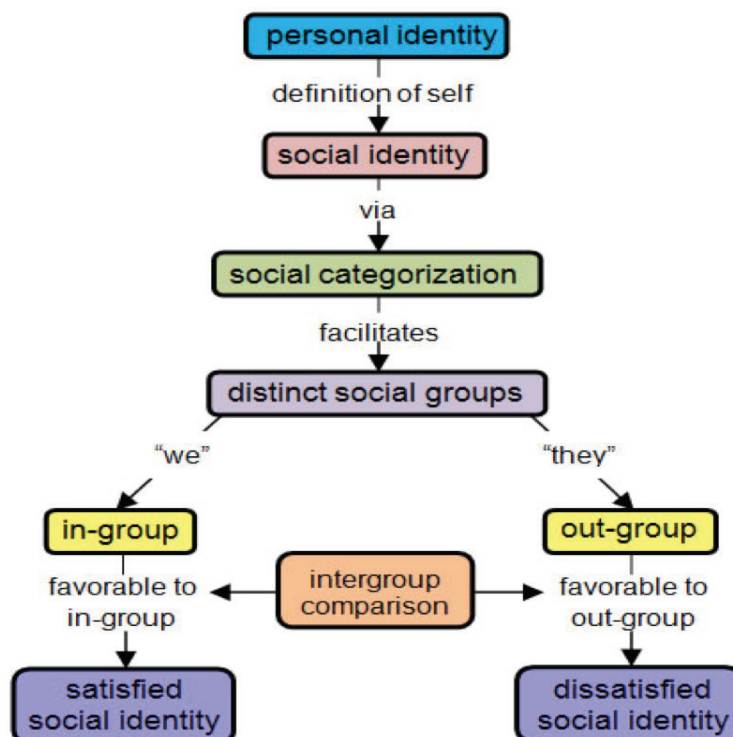 personal identity
definition of self
social identity
via
social categorization
facilitates
distinct social groups
“we”
“they”
in-group
out-group
favorable to
in-group
intergroup
comparison
favorable to
out-group
satisfied
social identity
dissatisfied
social identity